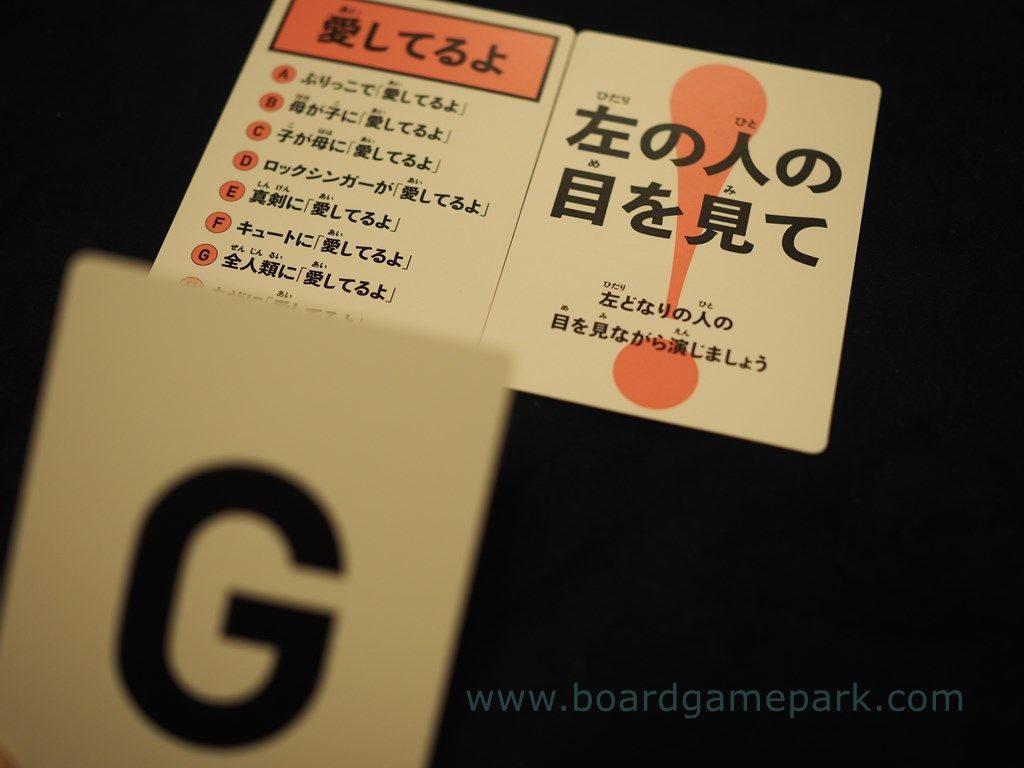 愛してるよ
A ぶりっこで「愛してるよ」
B 母が子に「愛してるよ」
C 子が母に「愛してるよ」
D ロックシンガーが「愛してるよ」
E 真剣に「愛してるよ」
F キュートに「愛してるよ」
G 全人類に「愛してるよ」
左の人の
目を見て
左どなりの人の
目を見ながら演じましょう
G
www.boardgamepark.com